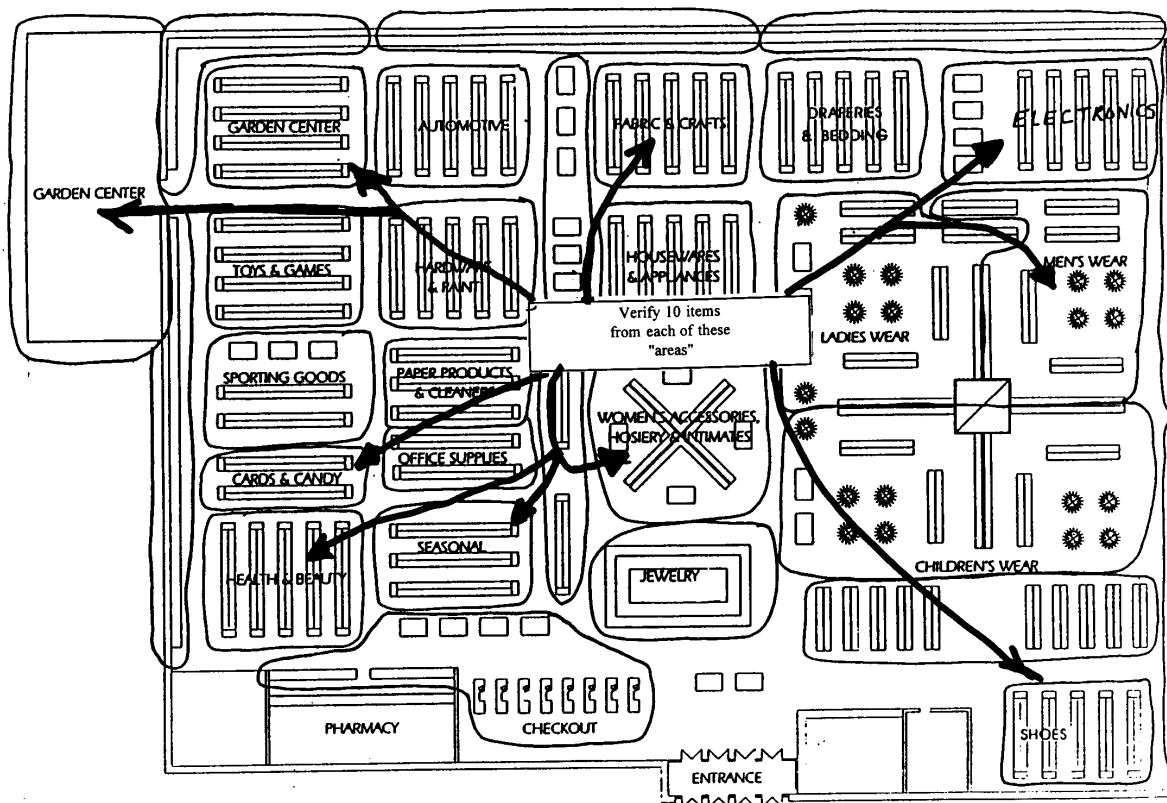 GARDEN CENTER
AUTOMOTIVE
FABRIC & CRAFTS
DRAPERIES
& BEDDING
ELECTRONICS
GARDEN CENTER
TOYS & GAMES
HARDWARE
& PAINT
HOUSEWARES
& APPLIANCES
MEN'S WEAR
Verify 10 items
from each of these
"areas"
LADIES WEAR
SPORTING GOODS
PAPER PRODUCTS
& CLEANERS
WOMEN'S ACCESSORIES,
HOSIERY & INTIMATES
OFFICE SUPPLIES
CARDS & CANDY
SEASONAL
HEALTH & BEAUTY
JEWELRY
CHILDREN'S WEAR
PHARMACY
CHECKOUT
SHOES
ENTRANCE